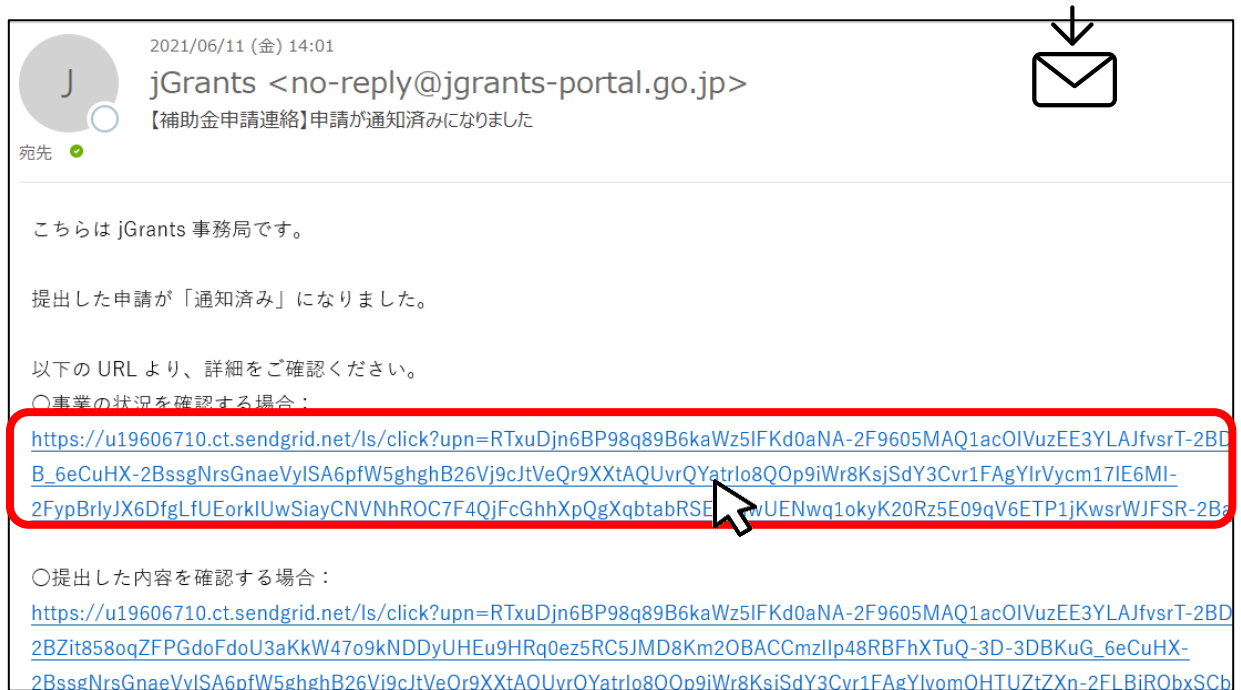 2021/06/11 (金) 14:01
J
jGrants <no-reply@jgrants-portal.go.jp>
【補助金申請連絡】申請が通知済みになりました
宛先
こちらは jGrants 事務局です。
提出した申請が「通知済み」になりました。
以下の URL より、詳細をご確認ください。
○事業の状況を確認する場合：
https://u19606710.ct.sendgrid.net/ls/click?upn=RTxuDjn6BP98q89B6kaWz5IFKd0aNA-2F9605MAQ1acOIVuzEE3YLAJfvsrT-2BD
B_6eCuHX-2BssgNrsGnaeVylSA6pfW5ghghB26Vj9cJtVeQr9XXtAQUvrQYatrIo8QOp9iWr8KsjSdY3Cvr1FAgYIrVycm17IE6MI-
2FypBrlyJX6DfgLfUEorklUwSiayCNVNhROC7F4QjFcGhhXpQgXqbtabRSE wUENwq1okyK20Rz5E09qV6ETP1jKwsrWJFSR-2Ba
○提出した内容を確認する場合：
https://u19606710.ct.sendgrid.net/ls/click?upn=RTxuDjn6BP98q89B6kaWz5IFKd0aNA-2F9605MAQ1acOIVuzEE3YLAJfvsrT-2BD
2BZit858oqZFPGdoFdoU3aKkW47o9kNDDyUHEu9HRq0ez5RC5JMD8Km2OBACCmzIlp48RBFhXTuQ-3D-3DBKuG_6eCuHX-
2BssgNrsGnaeVylSA6pfW5ghghB26Vj9cJtVeQr9XXtAQUvrQYatrIo8QOp9iWr8KsjSdY3Cvr1FAgYIvomOHTUZtZXn-2FLBiRObxSCb